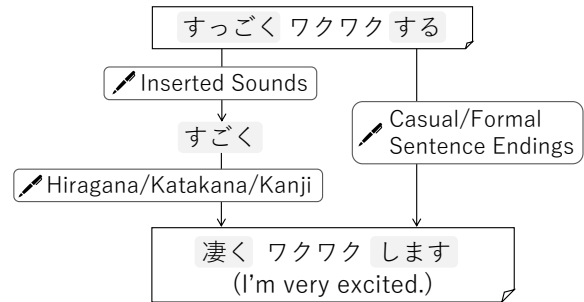 すっごく ワクワク する
Inserted Sounds
すごく
Hiragana/Katakana/Kanji
Casual/Formal
Sentence Endings
凄く ワクワク します
(I'm very excited.)